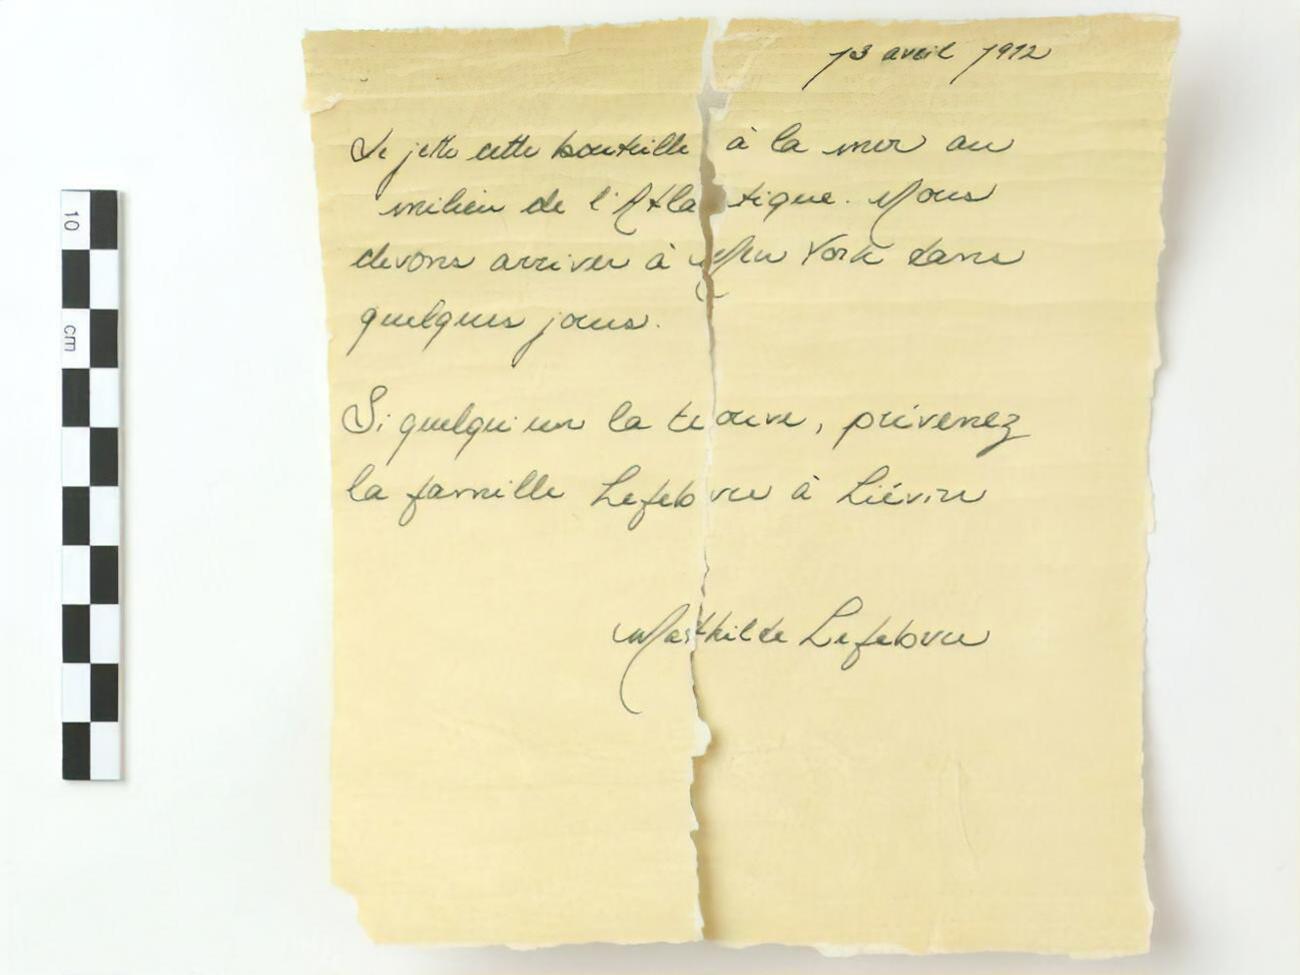 13 avril 1912
Je jette cette bouteille à la mer au
milieu de l'Atlantique. Nous
devons arriver à New York dans
quelques jours.
Si quelqu'un la trouve, prévenez
la famille Lefebvre à Liévin
Mathilde Lefebvre
10
cm